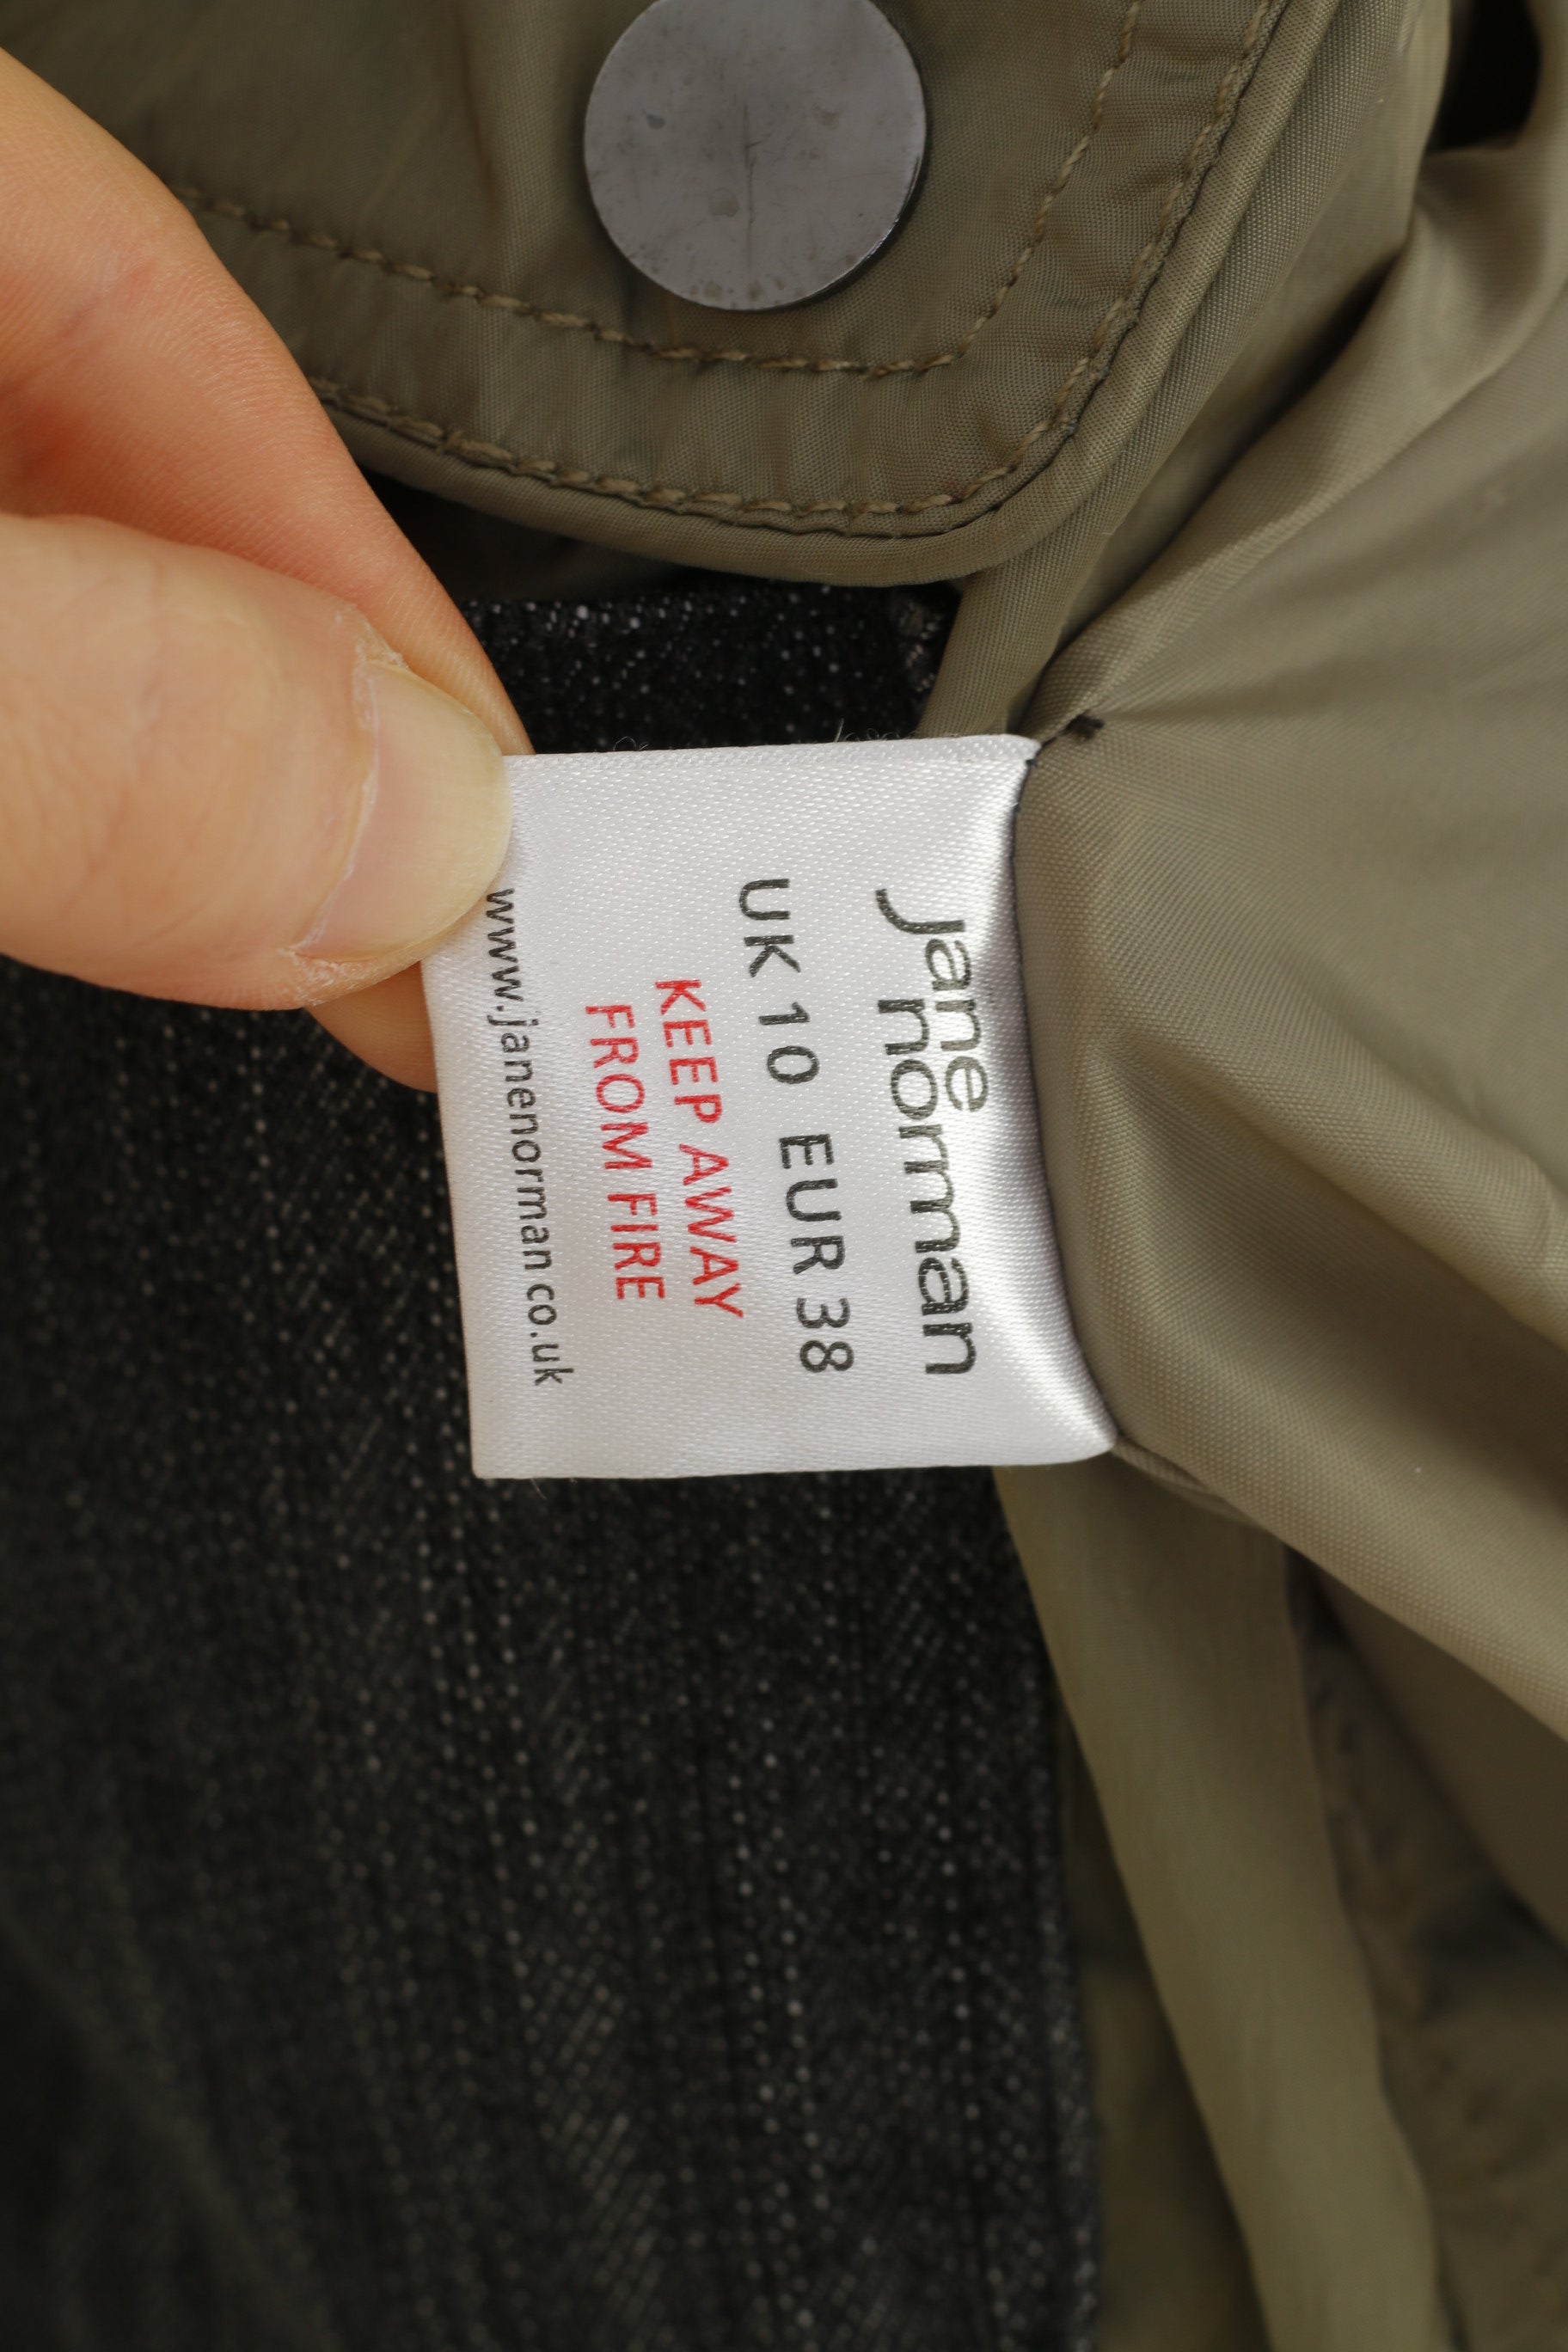 jane
norman
UK 10 EUR 38
KEEP AWAY
FROM FIRE
www.janenorman.co.uk